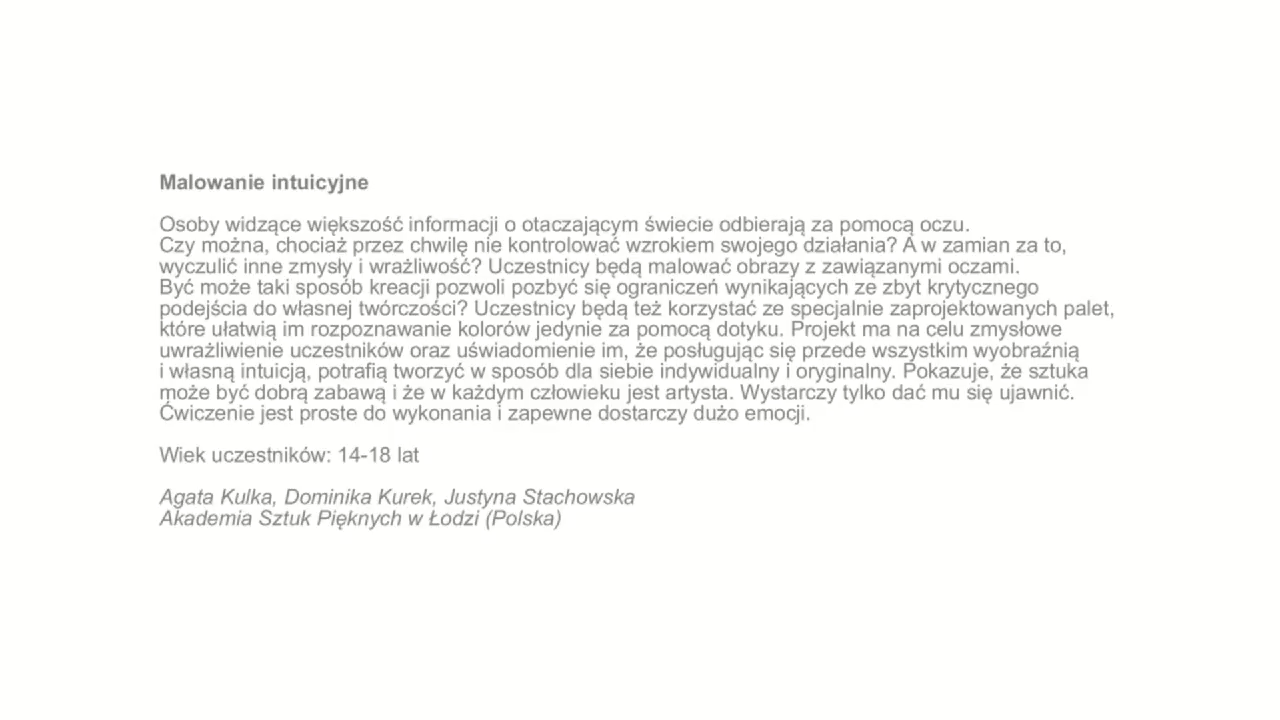 Malowanie intuicyjne
Osoby widzące większość informacji o otaczającym świecie odbierają za pomocą oczu.
Czy można, chociaż przez chwilę nie kontrolować wzrokiem swojego działania? A w zamian za to,
wyczulić inne zmysły i wrażliwość? Uczestnicy będą malować obrazy z zawiązanymi oczami.
Być może taki sposób kreacji pozwoli pozbyć się ograniczeń wynikających ze zbyt krytycznego
podejścia do własnej twórczości? Uczestnicy będą też korzystać ze specjalnie zaprojektowanych palet,
które ułatwią im rozpoznawanie kolorów jedynie za pomocą dotyku. Projekt ma na celu zmysłowe
uwrażliwienie uczestników oraz uświadomienie im, że posługując się przede wszystkim wyobraźnią
i własną intuicją, potrafią tworzyć w sposób dla siebie indywidualny i oryginalny. Pokazuje, że sztuka
może być dobrą zabawą i że w każdym człowieku jest artysta. Wystarczy tylko dać mu się ujawnić.
Ćwiczenie jest proste do wykonania i zapewne dostarczy dużo emocji.
Wiek uczestników: 14-18 lat
Agata Kulka, Dominika Kurek, Justyna Stachowska
Akademia Sztuk Pięknych w Łodzi (Polska)